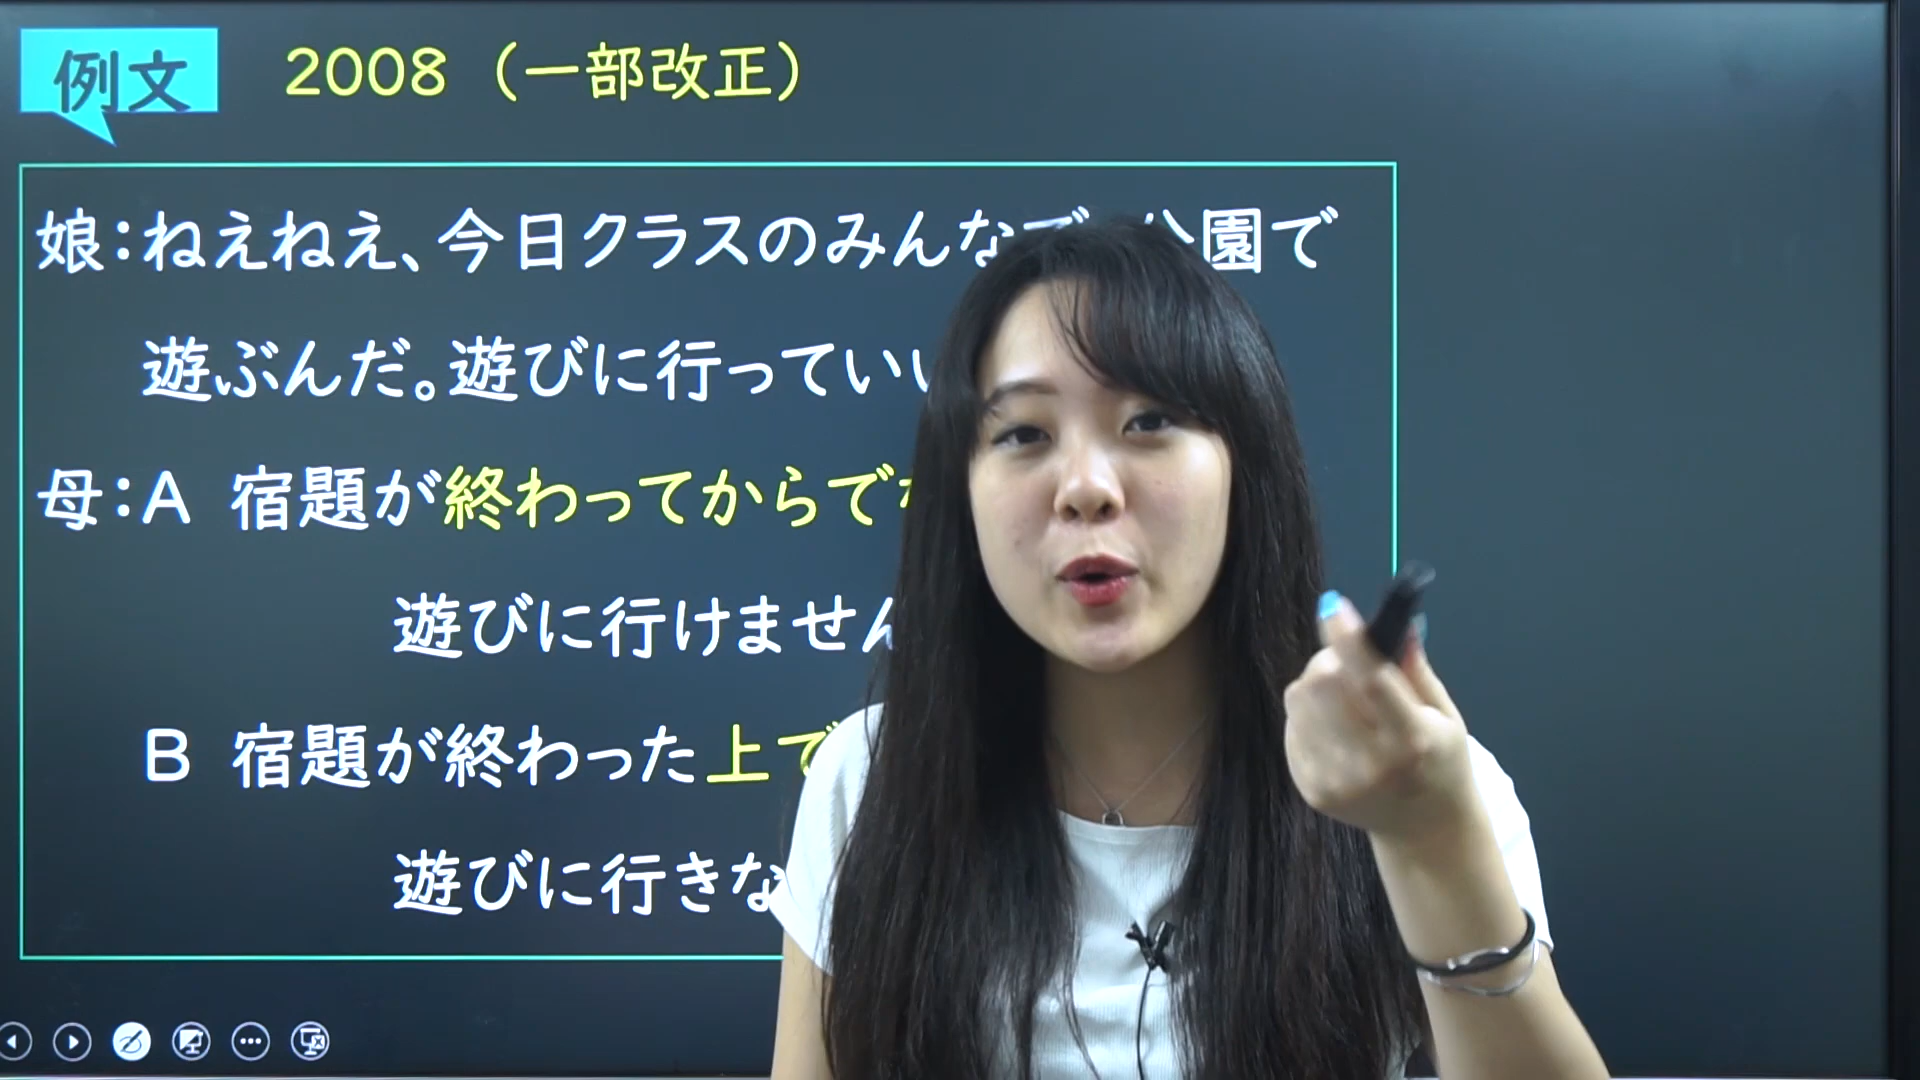 例文
2008（一部改正）
娘：ねえねえ、今日クラスのみんなで 公園で
遊ぶんだ。遊びに行ってい
母：A 宿題が終わってからで
遊びに行けません
B 宿題が終わった上で
遊びに行きな